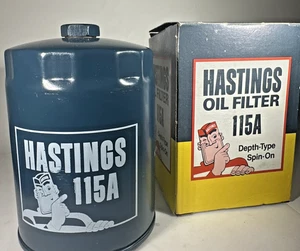 HASTINGS
115A
HASTINGS
OIL FILTER
115A
Depth-Type
Spin-On